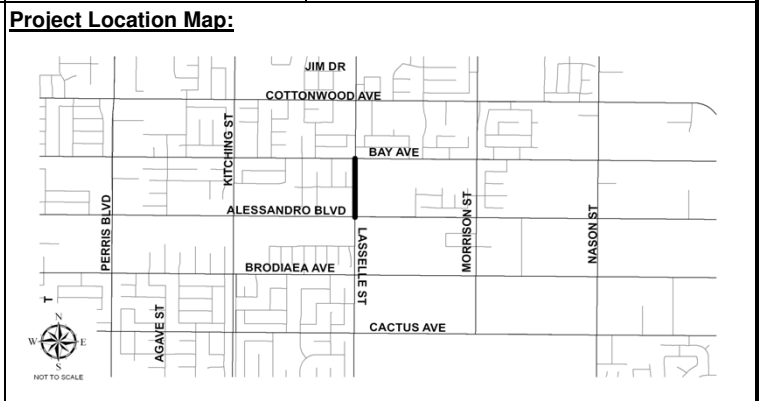 Project Location Map:
JIM DR
COTTONWOOD AVE
KITCHING ST
BAY AVE
PERRIS BLVD
ALESSANDRO BLVD
LASSELLE ST
MORRISON ST
NASON ST
BRODIAEA AVE
T
AGAVE ST
CACTUS AVE
N
W E
S
NOT TO SCALE